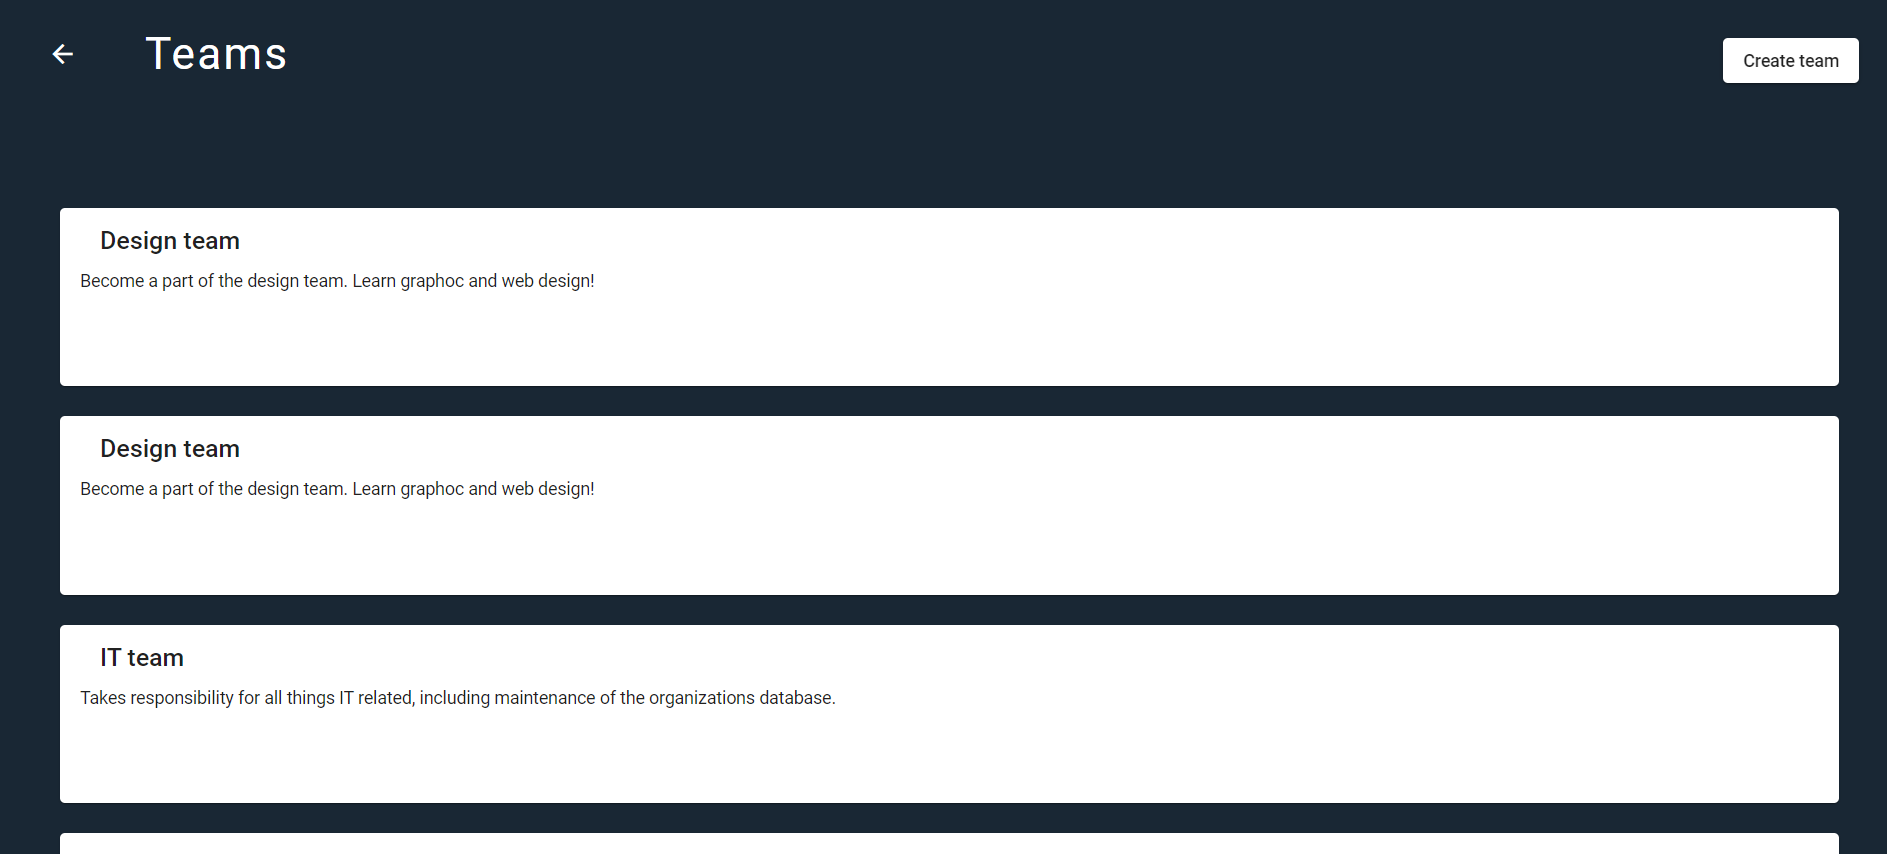 Teams
Create team
Design team
Become a part of the design team. Learn graphoc and web design!
Design team
Become a part of the design team. Learn graphoc and web design!
IT team
Takes responsibility for all things IT related, including maintenance of the organizations database.